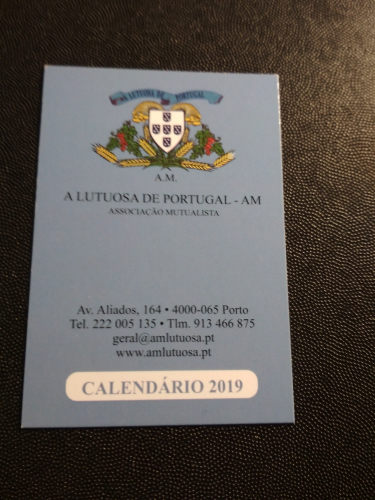 A LUTUOSA DE PORTUGAL
A.M.
A LUTUOSA DE PORTUGAL - AM
ASSOCIAÇÃO MUTUALISTA
Av. Aliados, 164 • 4000-065 Porto
Tel. 222 005 135 • Tlm. 913 466 875
geral@amlutuosa.pt
www.amlutuosa.pt
CALENDÁRIO 2019